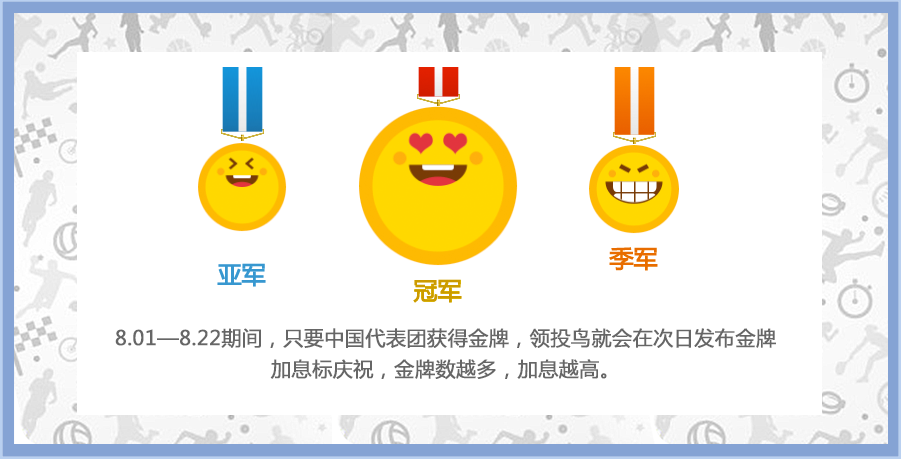 亚军
冠军
季军
8.01—8.22期间，只要中国代表团获得金牌，领投鸟就会在次日发布金牌
加息标庆祝，金牌数越多，加息越高。